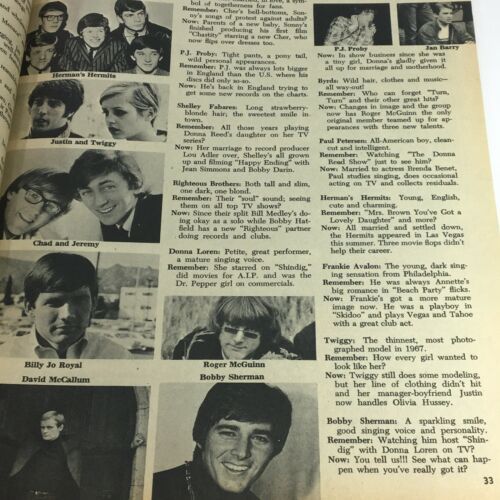 bol of togetherness for fans.
Remember: Cher's bell-bottoms, Son-
ny's songs of protest against adults?
Now: Parents of a new baby, Sonny's
finished producing his first film
"Chastity" starring a new Cher, who
now flips over dresses too.
P.J. Proby: Tight pants, a pony tail,
wild personal appearances.
Remember: P.J. was always lots bigger
in England than the U.S. where his
discs did only so-so.
Now: He's back in England trying to
get some new records on the charts.
Shelley Fabares: Long strawberry-
blonde hair; the sweetest smile in
town.
Remember: All those years playing
Donna Reed's daughter on her TV
series?
Now: Her marriage to record producer
Lou Adler over, Shelley's all grown
up and filming "Happy Ending" with
Jean Simmons and Bobby Darin.
Righteous Brothers: Both tall and slim,
one dark, one blond.
Remember: Their "soul" sound; seeing
them on all top TV shows?
Now: Since their split Bill Medley's do-
ing okay as a solo while Bobby Hat-
field has a new "Righteous" partner
doing records and clubs.
Donna Loren: Petite, great performer,
a mature singing voice.
Remember: She starred on "Shindig,"
did movies for A.I.P. and was the
Dr. Pepper girl on commercials.
P.J. Proby
Jan Barry
Now: In show business since she was
a tiny girl, Donna's gladly given it
all up for marriage and motherhood.
Byrds: Wild hair, clothes and music—
all way-out!
Remember: Who can forget "Turn,
Turn" and their other great hits?
Now: Changes in image and the group
now has Roger McGuinn the only
original member teamed up for ap-
pearances with three new talents.
Paul Petersen: All-American boy, clean-
cut and intelligent.
Remember: Watching "The Donna
Reed Show" just to see him?
Now: Married to actress Brenda Benet,
Paul studies singing, does occasional
acting on TV and collects residuals.
Herman's Hermits: Young, English,
cute and charming.
Remember: "Mrs. Brown You've Got a
Lovely Daughter" and more?
Now: All married and settled down,
the Hermits appeared in Las Vegas
this summer. Three movie flops didn't
help their career.
Frankie Avalon: The young, dark sing-
ing sensation from Philadelphia.
Remember: He was always Annette's
big romance in "Beach Party" flicks.
Now: Frankie's got a more mature
image now. He was a playboy in
"Skidoo" and plays Vegas and Tahoe
with a great club act.
Twiggy: The thinnest, most photo-
graphed model in 1967.
Remember: How every girl wanted to
look like her?
Now: Twiggy still does some modeling,
but her line of clothing didn't hit
and her manager-boyfriend Justin
now handles Olivia Hussey.
Bobby Sherman: A sparkling smile,
good singing voice and personality.
Remember: Watching him host "Shin-
dig" with Donna Loren on TV?
Now: You tell us!!! See what can hap-
pen when you've really got it?
33
Herman's Hermits
Justin and Twiggy
Chad and Jeremy
Billy Jo Royal
Roger McGuinn
David McCallum
Bobby Sherman